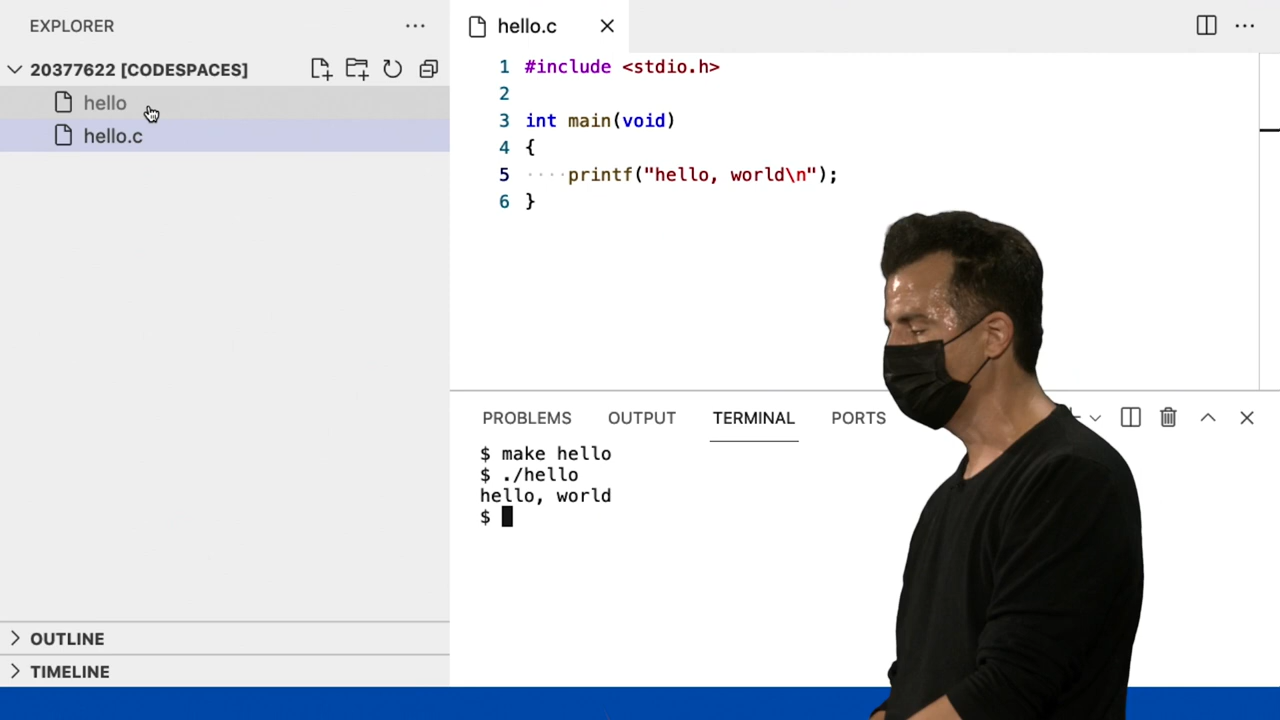 EXPLORER
20377622 [CODESPACES]
hello
hello.c
OUTLINE
TIMELINE
hello.c
1 #include <stdio.h>
2
3 int main(void)
4 {
5 ····printf("hello, world\n");
6 }
PROBLEMS OUTPUT TERMINAL PORTS
$ make hello
$ ./hello
hello, world
$